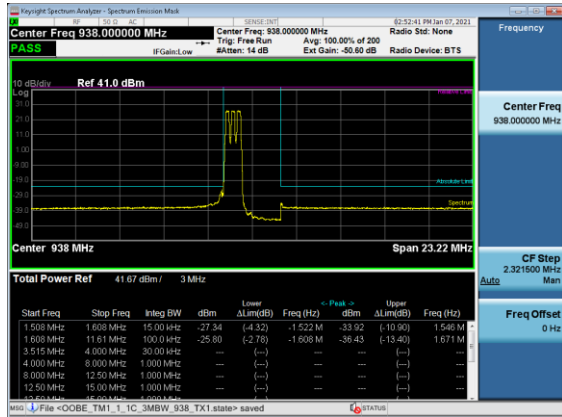 Keysight Spectrum Analyzer - Spectrum Emission Mask
RF 50 Ω AC SENSE:INT 02:52:41 PM Jan 07, 2021
Center Freq 938.000000 MHz Center Freq: 938.000000 MHz Radio Std: None
PASS Trig: Free Run Avg: 100.00% of 200
IFGain:Low #Atten: 14 dB Ext Gain: -50.60 dB Radio Device: BTS
10 dB/div Ref 41.0 dBm
Log
31.0
21.0
11.0
1.00
-9.00
-19.0
-29.0
-39.0
-49.0
Relative Limit
Absolute Limit
Spectrum
Center 938 MHz Span 23.22 MHz
Total Power Ref 41.67 dBm / 3 MHz
Lower <- Peak -> Upper
Start Freq Stop Freq Integ BW dBm ΔLim(dB) Freq (Hz) dBm ΔLim(dB) Freq (Hz)
1.508 MHz 1.608 MHz 15.00 kHz -27.34 (-4.32) -1.522 M -33.92 (-10.90) 1.546 M
1.608 MHz 11.61 MHz 100.0 kHz -25.80 (-2.78) -1.608 M -36.43 (-13.40) 1.671 M
3.515 MHz 4.000 MHz 30.00 kHz --- (---) --- --- (---) ---
4.000 MHz 8.000 MHz 1.000 MHz --- (---) --- --- (---) ---
8.000 MHz 12.50 MHz 1.000 MHz --- (---) --- --- (---) ---
12.50 MHz 15.00 MHz 1.000 MHz --- (---) --- --- (---) ---
MSG File <OOBE_TM1_1_1C_3MBW_938_TX1.state> saved STATUS
Frequency
Center Freq
938.000000 MHz
CF Step
2.321500 MHz
Auto Man
Freq Offset
0 Hz